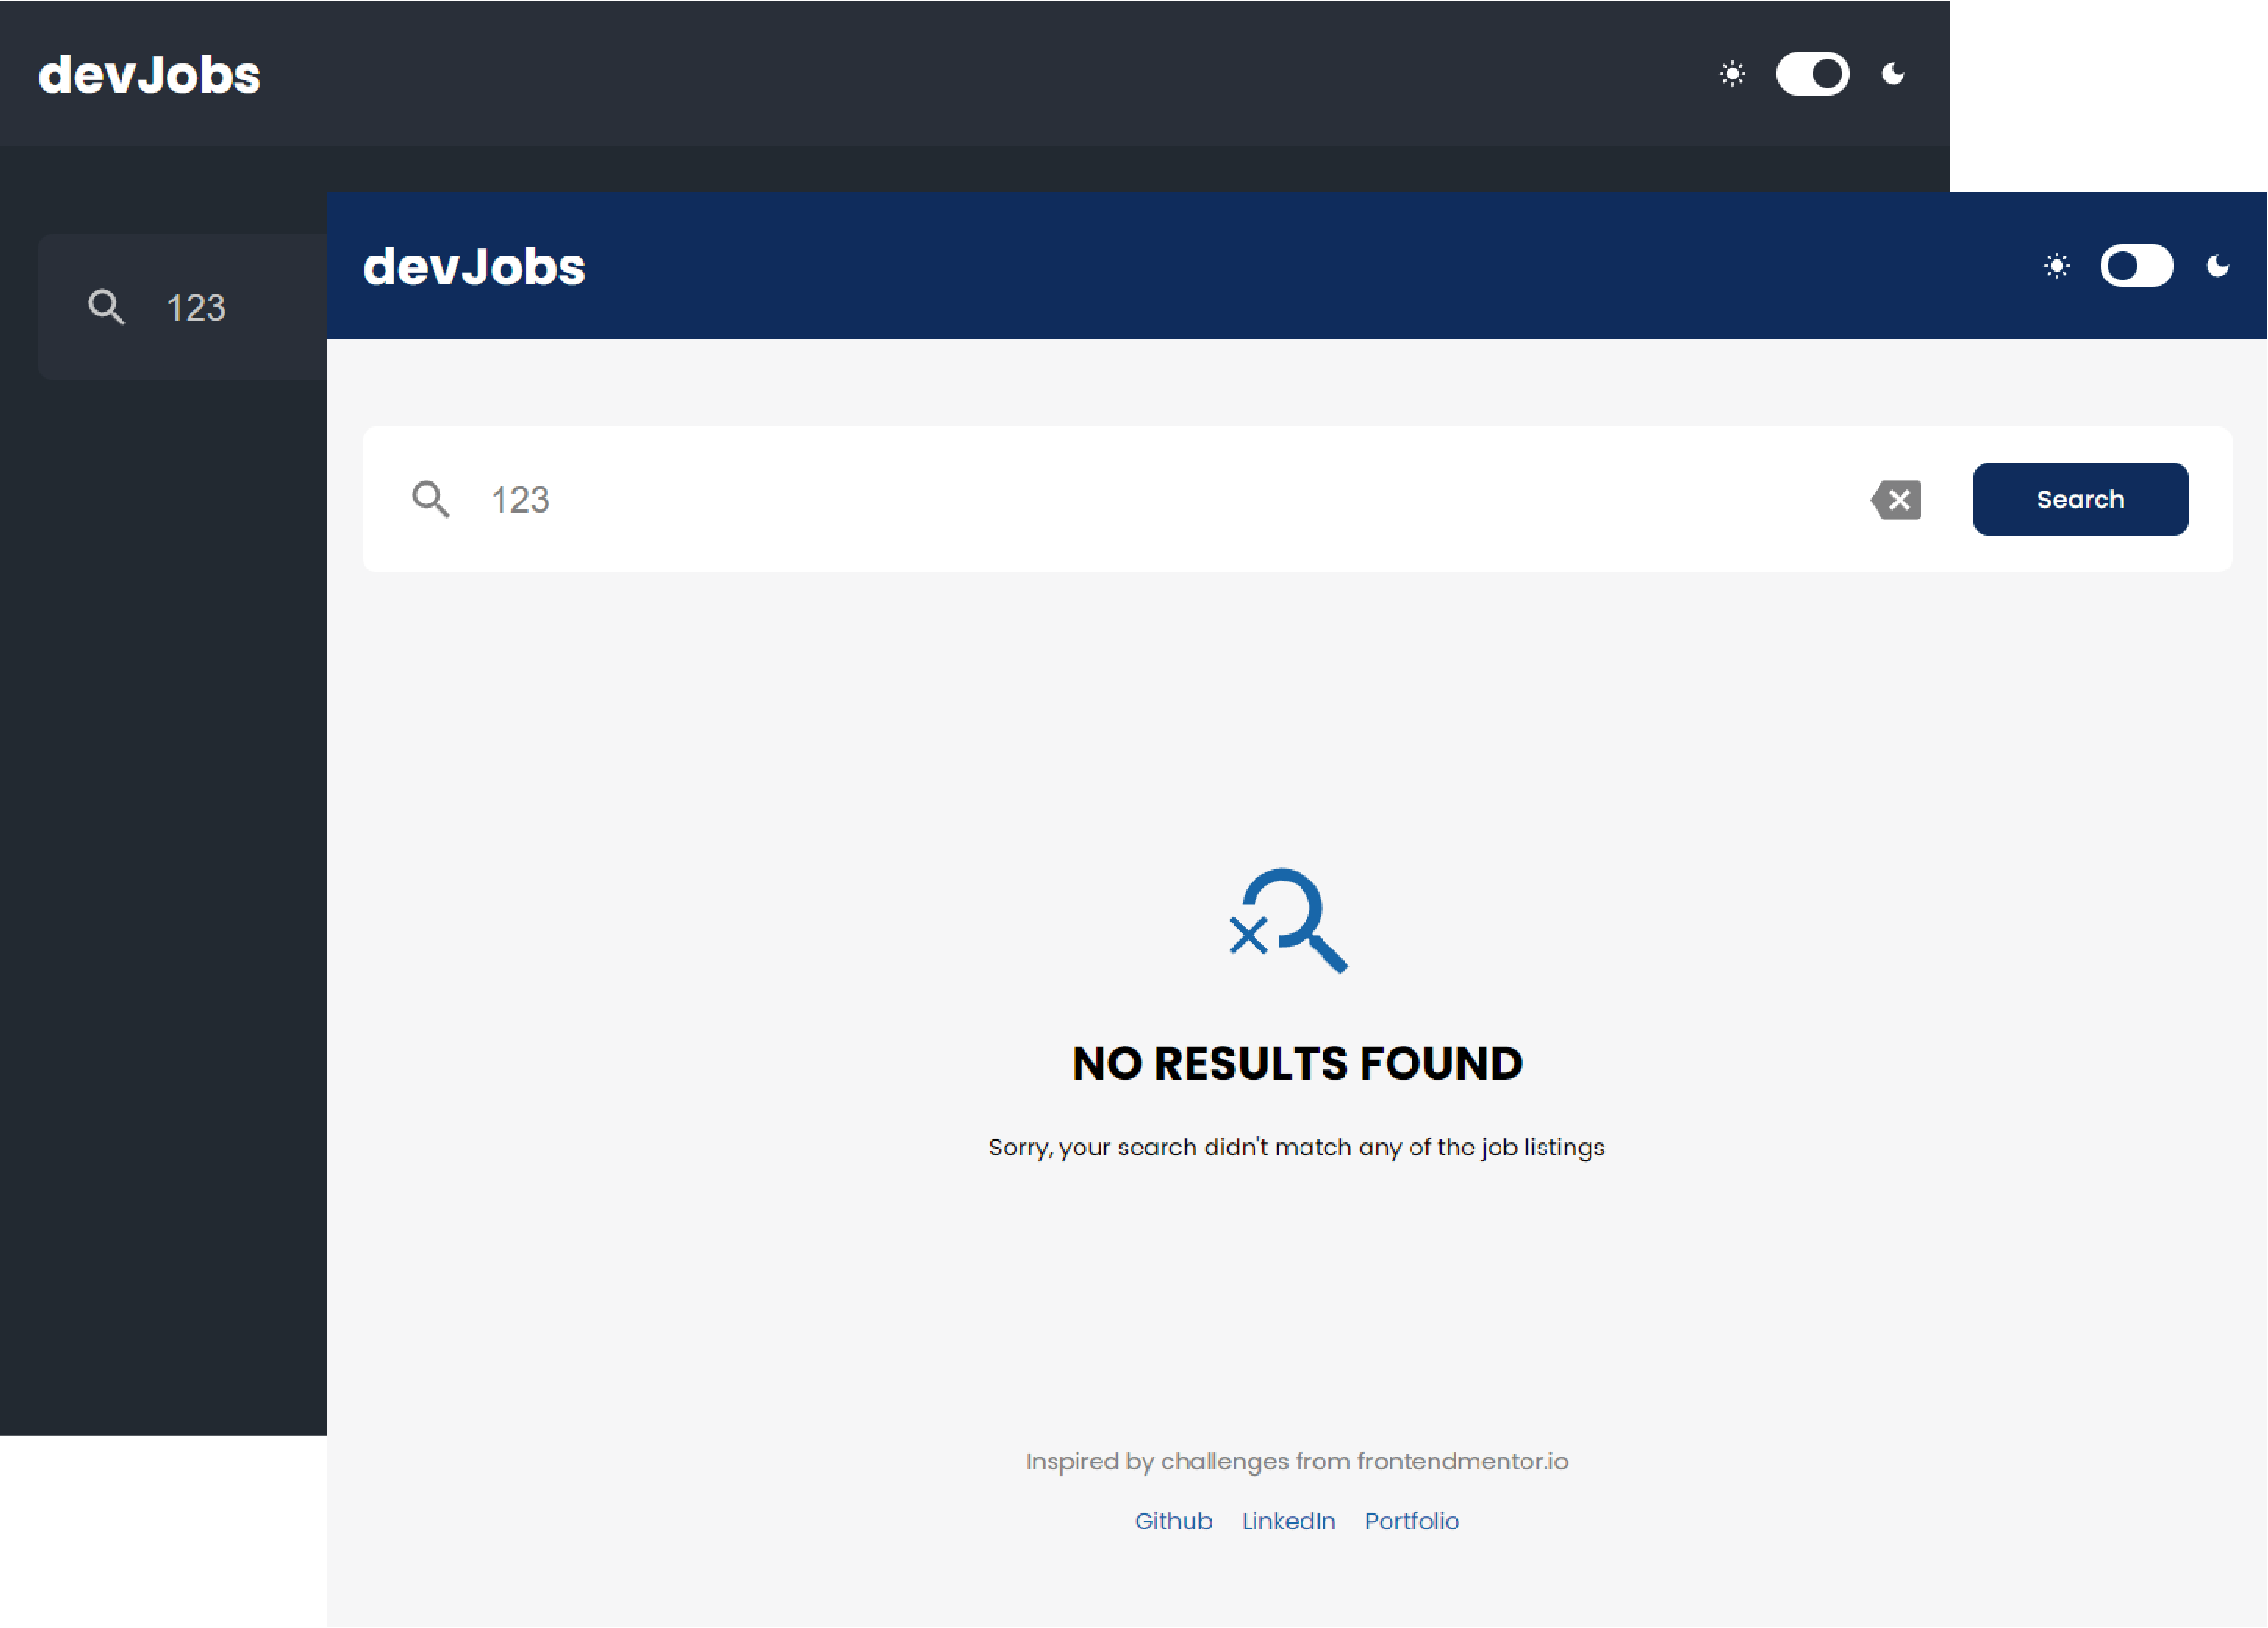 devJobs
123
devJobs
123
Search
NO RESULTS FOUND
Sorry, your search didn't match any of the job listings
Inspired by challenges from frontendmentor.io
Github LinkedIn Portfolio